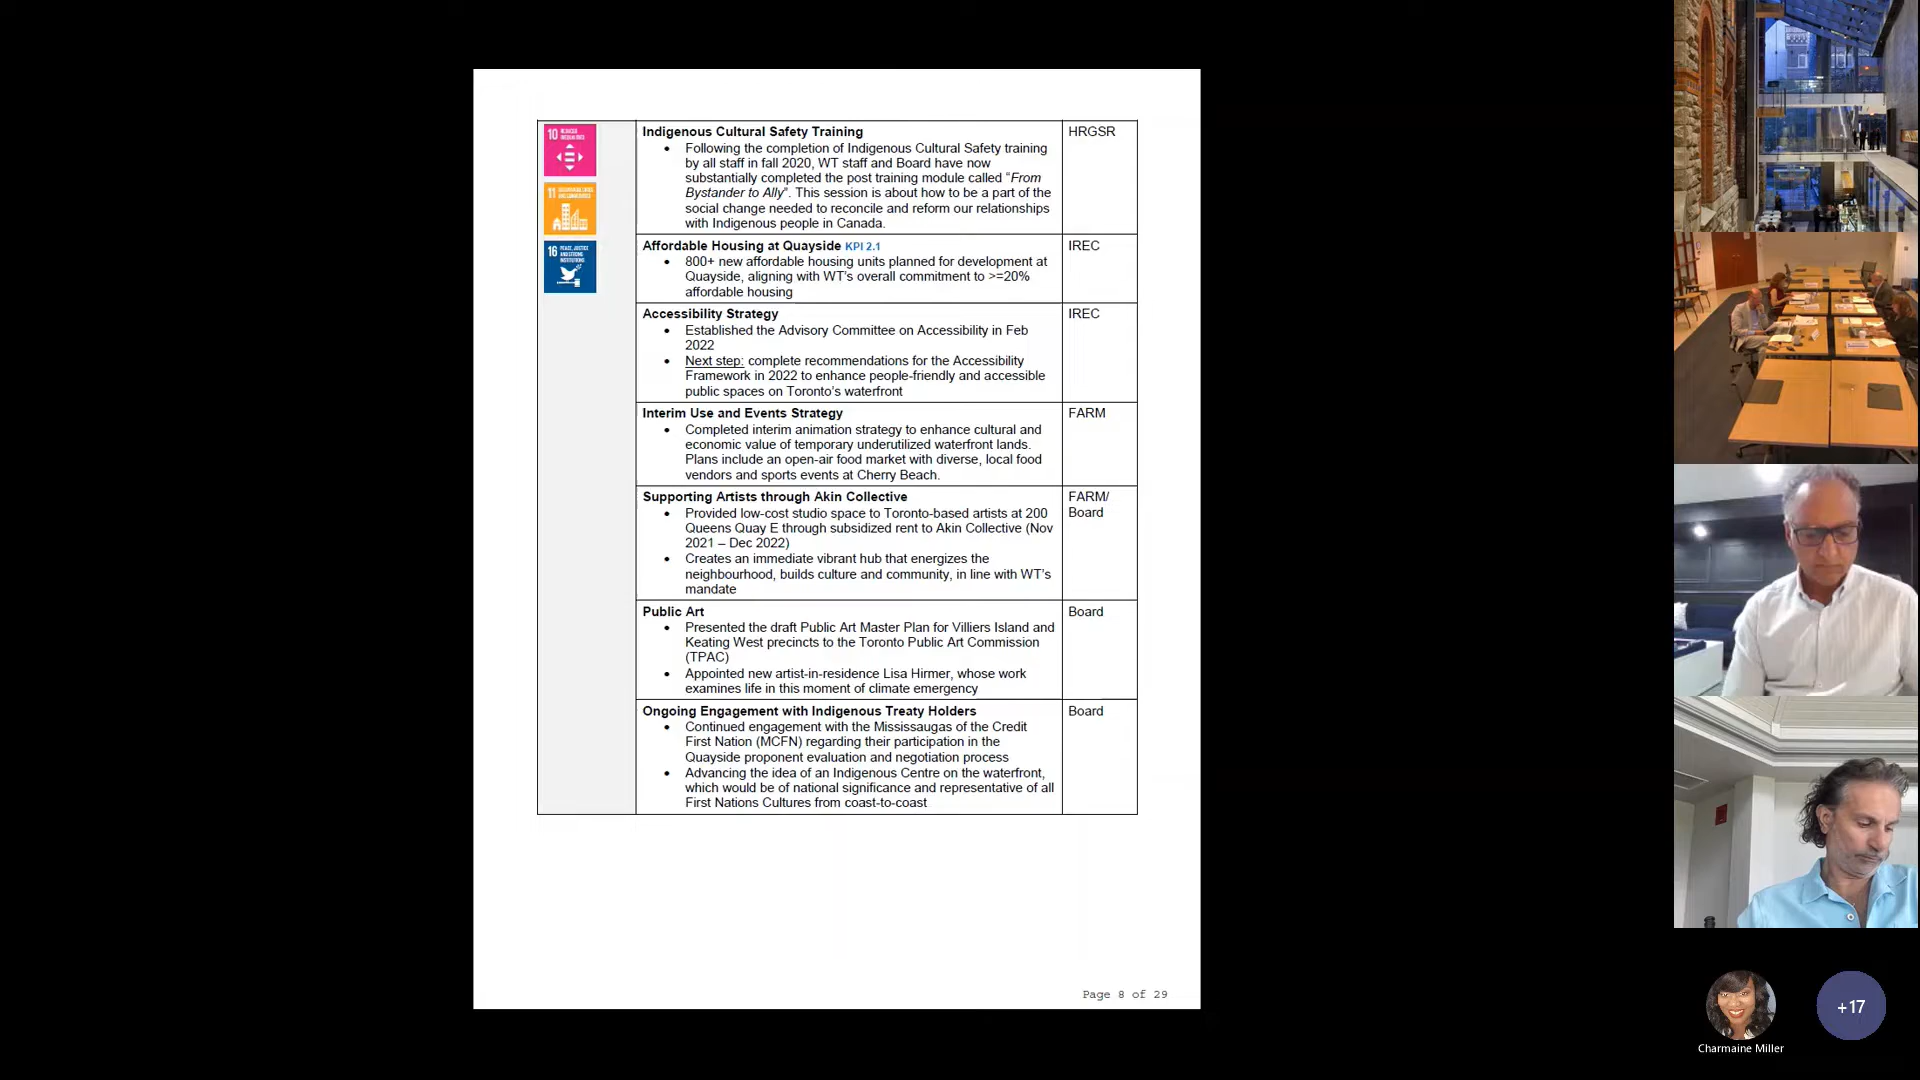 10 REDUCED INEQUALITIES
Indigenous Cultural Safety Training
HRGSR
• Following the completion of Indigenous Cultural Safety training
by all staff in fall 2020, WT staff and Board have now
substantially completed the post training module called "From
Bystander to Ally". This session is about how to be a part of the
social change needed to reconcile and reform our relationships
with Indigenous people in Canada.
11
16 PEACE, JUSTICE
AND STRONG
INSTITUTIONS
Affordable Housing at Quayside KPI 2.1
IREC
• 800+ new affordable housing units planned for development at
Quayside, aligning with WT's overall commitment to >=20%
affordable housing
Accessibility Strategy
IREC
• Established the Advisory Committee on Accessibility in Feb
2022
• Next step: complete recommendations for the Accessibility
Framework in 2022 to enhance people-friendly and accessible
public spaces on Toronto's waterfront
Interim Use and Events Strategy
FARM
• Completed interim animation strategy to enhance cultural and
economic value of temporary underutilized waterfront lands.
Plans include an open-air food market with diverse, local food
vendors and sports events at Cherry Beach.
Supporting Artists through Akin Collective
FARM/
Board
• Provided low-cost studio space to Toronto-based artists at 200
Queens Quay E through subsidized rent to Akin Collective (Nov
2021 – Dec 2022)
• Creates an immediate vibrant hub that energizes the
neighbourhood, builds culture and community, in line with WT's
mandate
Public Art
Board
• Presented the draft Public Art Master Plan for Villiers Island and
Keating West precincts to the Toronto Public Art Commission
(TPAC)
• Appointed new artist-in-residence Lisa Hirmer, whose work
examines life in this moment of climate emergency
Ongoing Engagement with Indigenous Treaty Holders
Board
• Continued engagement with the Mississaugas of the Credit
First Nation (MCFN) regarding their participation in the
Quayside proponent evaluation and negotiation process
• Advancing the idea of an Indigenous Centre on the waterfront,
which would be of national significance and representative of all
First Nations Cultures from coast-to-coast
Page 8 of 29
+17
Charmaine Miller